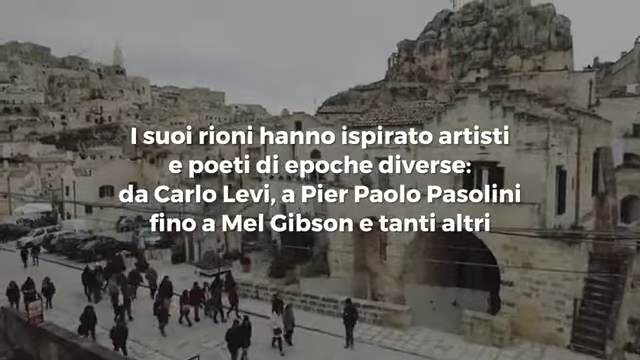 I suoi rioni hanno ispirato artisti
e poeti di epoche diverse:
da Carlo Levi, a Pier Paolo Pasolini
fino a Mel Gibson e tanti altri